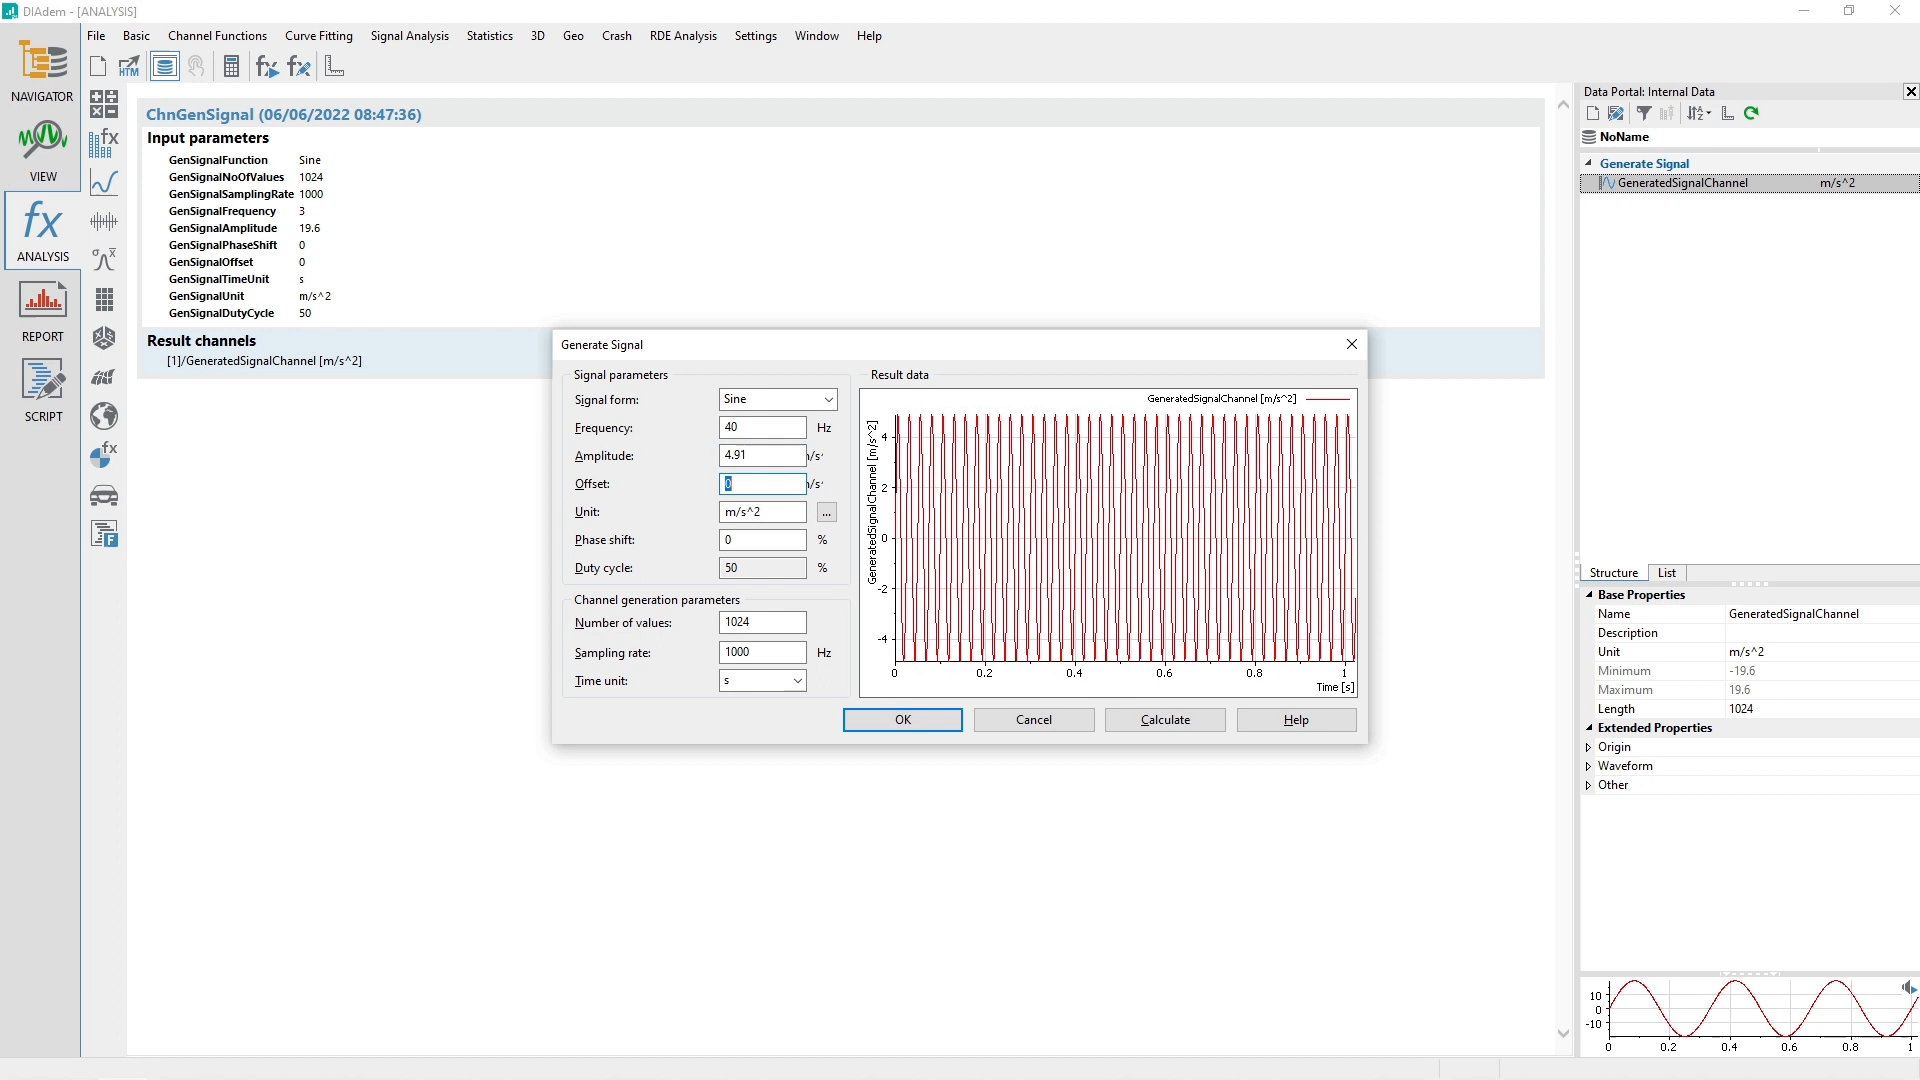 DIAdem - [ANALYSIS]
File Basic Channel Functions Curve Fitting Signal Analysis Statistics 3D Geo Crash RDE Analysis Settings Window Help
NAVIGATOR
VIEW
fx
ANALYSIS
REPORT
SCRIPT
HTM
ChnGenSignal (06/06/2022 08:47:36)
Input parameters
GenSignalFunction Sine
GenSignalNoOfValues 1024
GenSignalSamplingRate 1000
GenSignalFrequency 3
GenSignalAmplitude 19.6
GenSignalPhaseShift 0
GenSignalOffset 0
GenSignalTimeUnit s
GenSignalUnit m/s^2
GenSignalDutyCycle 50
Result channels
[1]/GeneratedSignalChannel [m/s^2]
Generate Signal
Signal parameters
Signal form: Sine
Frequency: 40 Hz
Amplitude: 4.91
Offset: 0
Unit: m/s^2 ...
Phase shift: 0 %
Duty cycle: 50 %
Channel generation parameters
Number of values: 1024
Sampling rate: 1000 Hz
Time unit: s
Result data
GeneratedSignalChannel [m/s^2]
GeneratedSignalChannel [m/s^2]
4
2
0
-2
-4
0 0.2 0.4 0.6 0.8 1
Time [s]
OK Cancel Calculate Help
Data Portal: Internal Data
NoName
Generate Signal
GeneratedSignalChannel m/s^2
Structure List
Base Properties
Name GeneratedSignalChannel
Description
Unit m/s^2
Minimum -19.6
Maximum 19.6
Length 1024
Extended Properties
Origin
Waveform
Other
10
0
-10
0 0.2 0.4 0.6 0.8 1